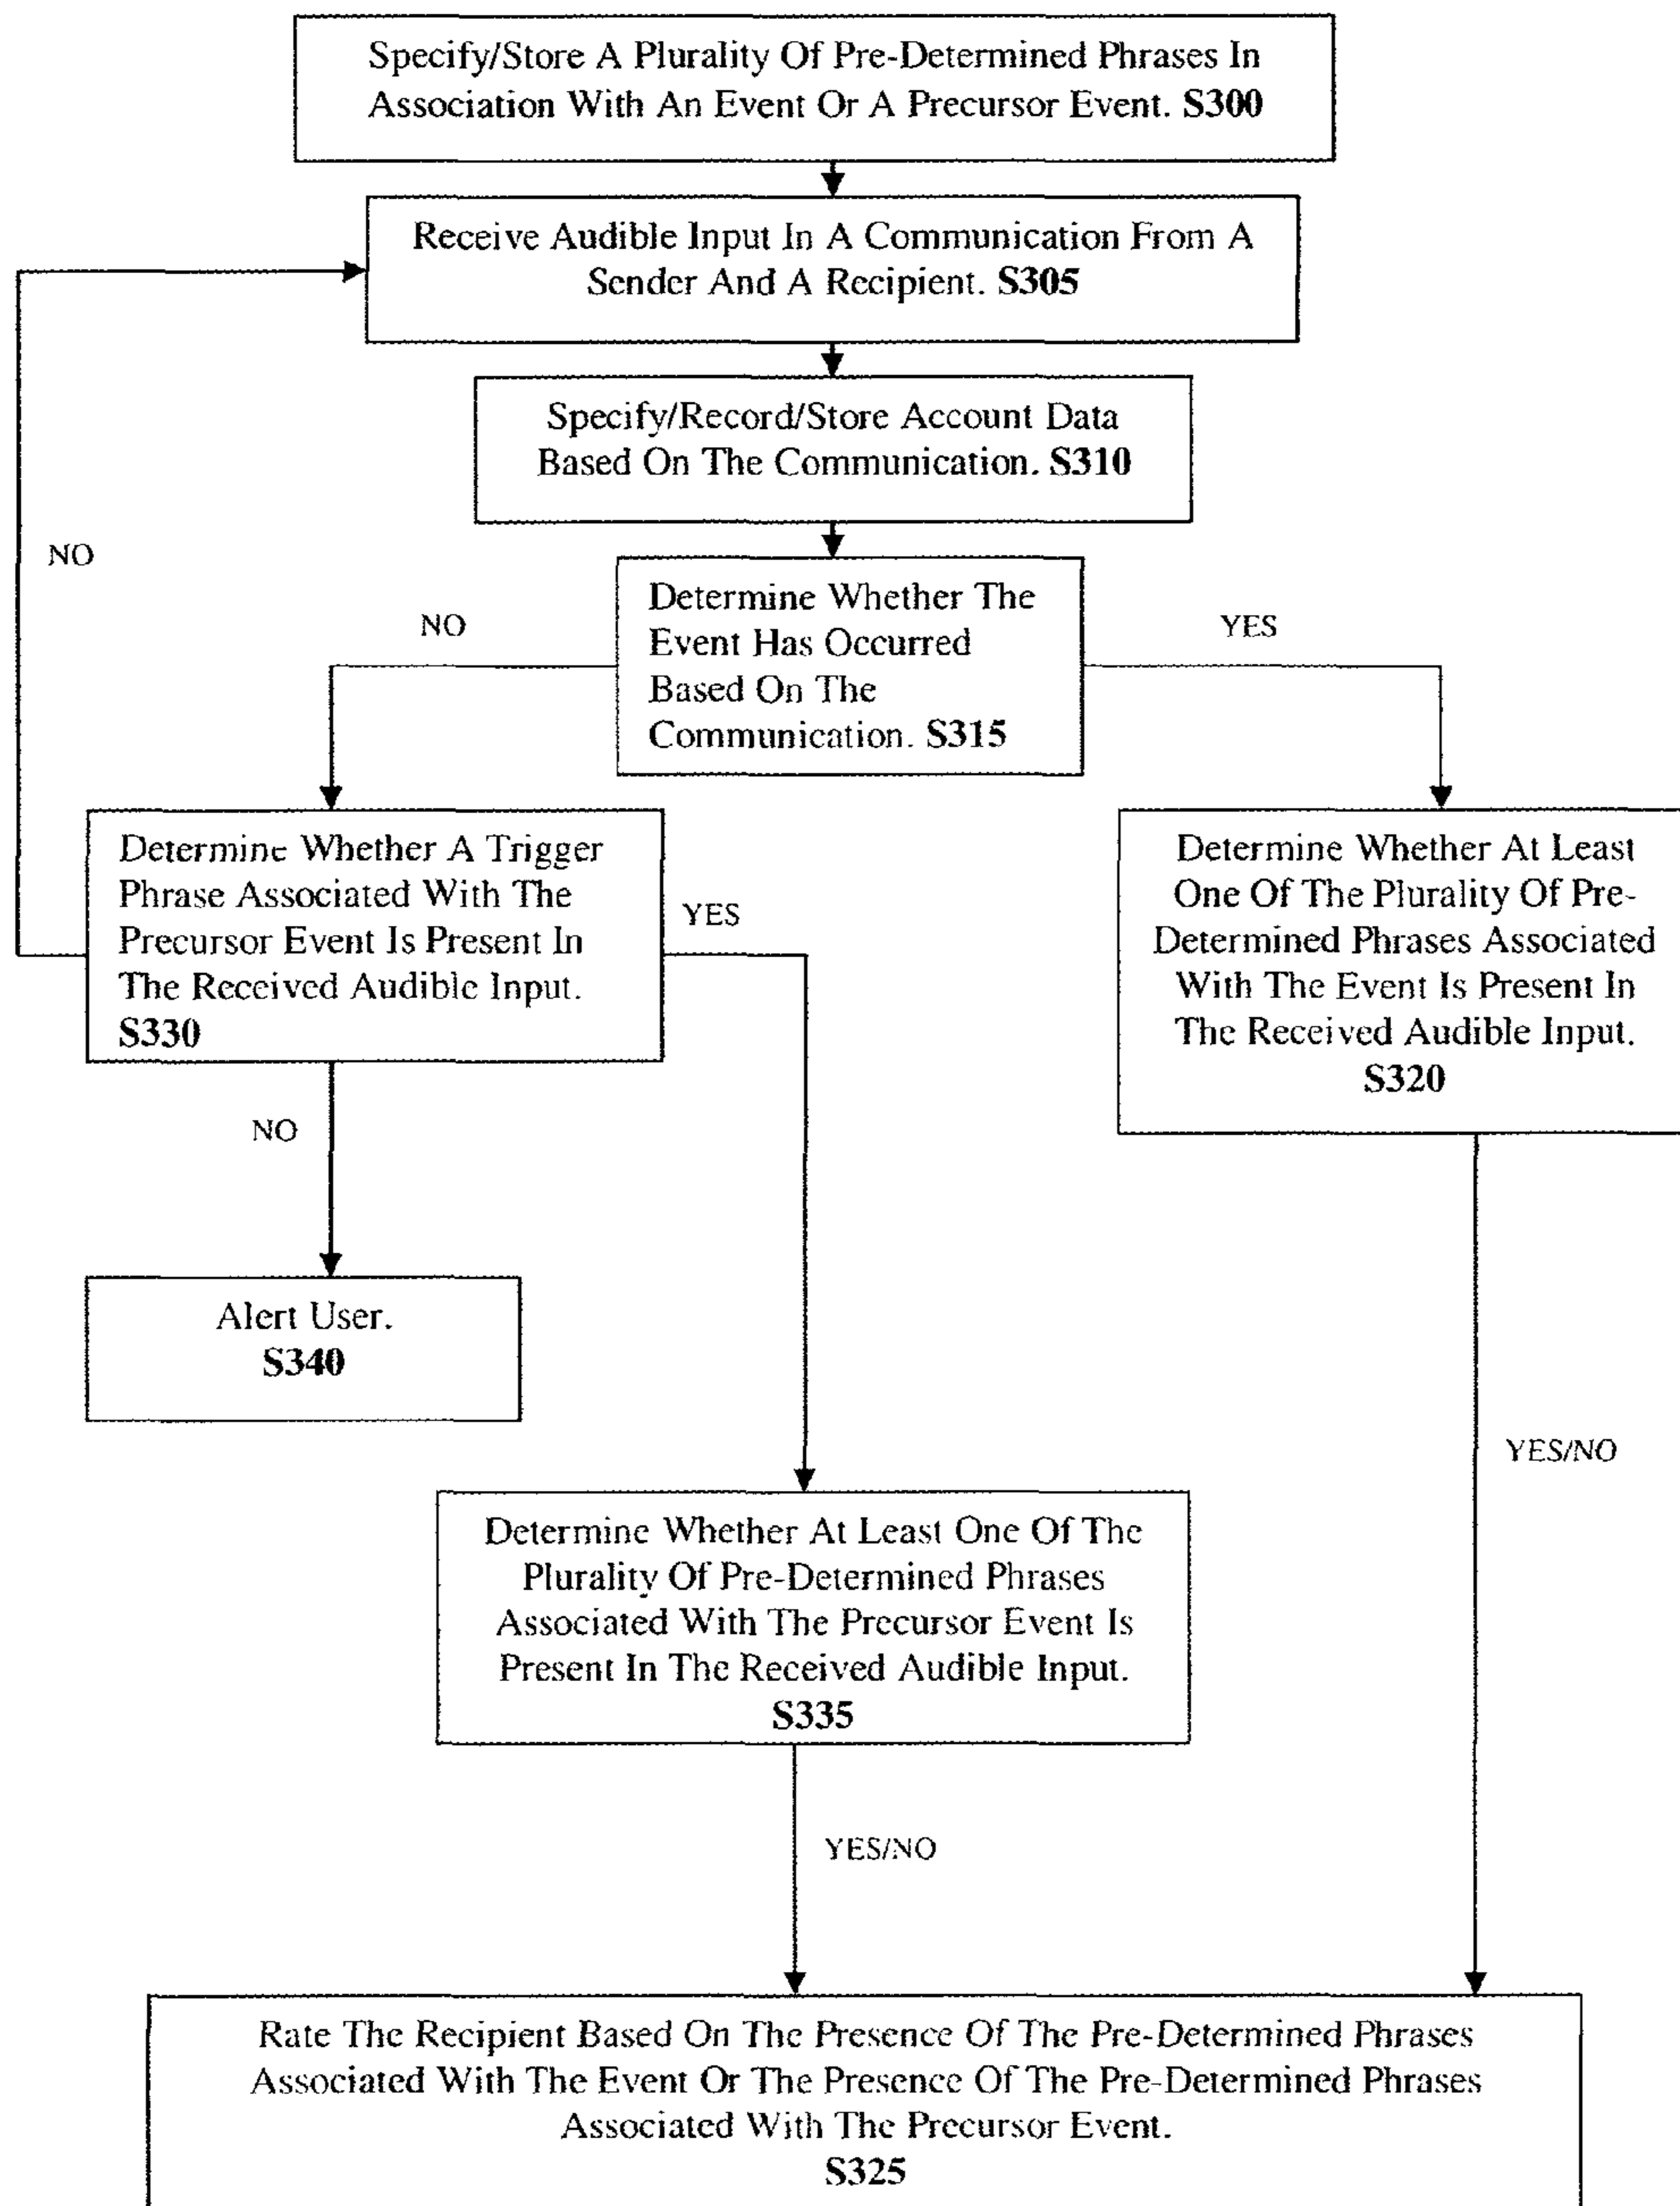 Specify/Store A Plurality Of Pre-Determined Phrases In
Association With An Event Or A Precursor Event. S300
Receive Audible Input In A Communication From A
Sender And A Recipient. S305
Specify/Record/Store Account Data
Based On The Communication. S310
NO
Determine Whether The
Event Has Occurred
Based On The
Communication. S315
NO
YES
Determine Whether A Trigger
Phrase Associated With The
Precursor Event Is Present In
The Received Audible Input.
S330
YES
Determine Whether At Least
One Of The Plurality Of Pre-
Determined Phrases Associated
With The Event Is Present In
The Received Audible Input.
S320
NO
Alert User.
S340
YES/NO
Determine Whether At Least One Of The
Plurality Of Pre-Determined Phrases
Associated With The Precursor Event Is
Present In The Received Audible Input.
S335
YES/NO
Rate The Recipient Based On The Presence Of The Pre-Determined Phrases
Associated With The Event Or The Presence Of The Pre-Determined Phrases
Associated With The Precursor Event.
S325